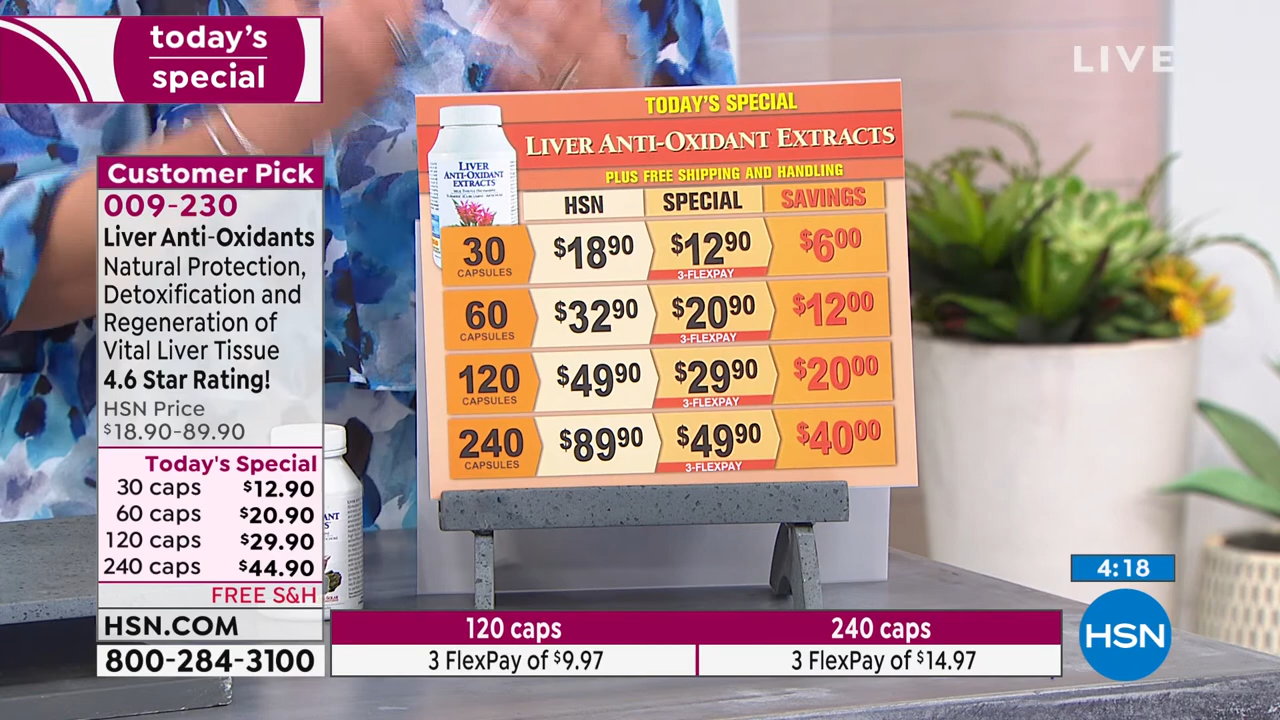 today's
special
LIVE
Customer Pick
009-230
Liver Anti-Oxidants
Natural Protection,
Detoxification and
Regeneration of
Vital Liver Tissue
4.6 Star Rating!
HSN Price
$18.90-89.90
Today's Special
30 caps $12.90
60 caps $20.90
120 caps $29.90
240 caps $44.90
FREE S&H
HSN.COM
800-284-3100
TODAY'S SPECIAL
LIVER ANTI-OXIDANT EXTRACTS
PLUS FREE SHIPPING AND HANDLING
LIVER
ANTI-OXIDANT
EXTRACTS
HSN SPECIAL SAVINGS
30 CAPSULES $18.90 $12.90 $6.00
3-FLEXPAY
60 CAPSULES $32.90 $20.90 $12.00
3-FLEXPAY
120 CAPSULES $49.90 $29.90 $20.00
3-FLEXPAY
240 CAPSULES $89.90 $49.90 $40.00
3-FLEXPAY
120 caps 240 caps
3 FlexPay of $9.97 3 FlexPay of $14.97
4:18
HSN